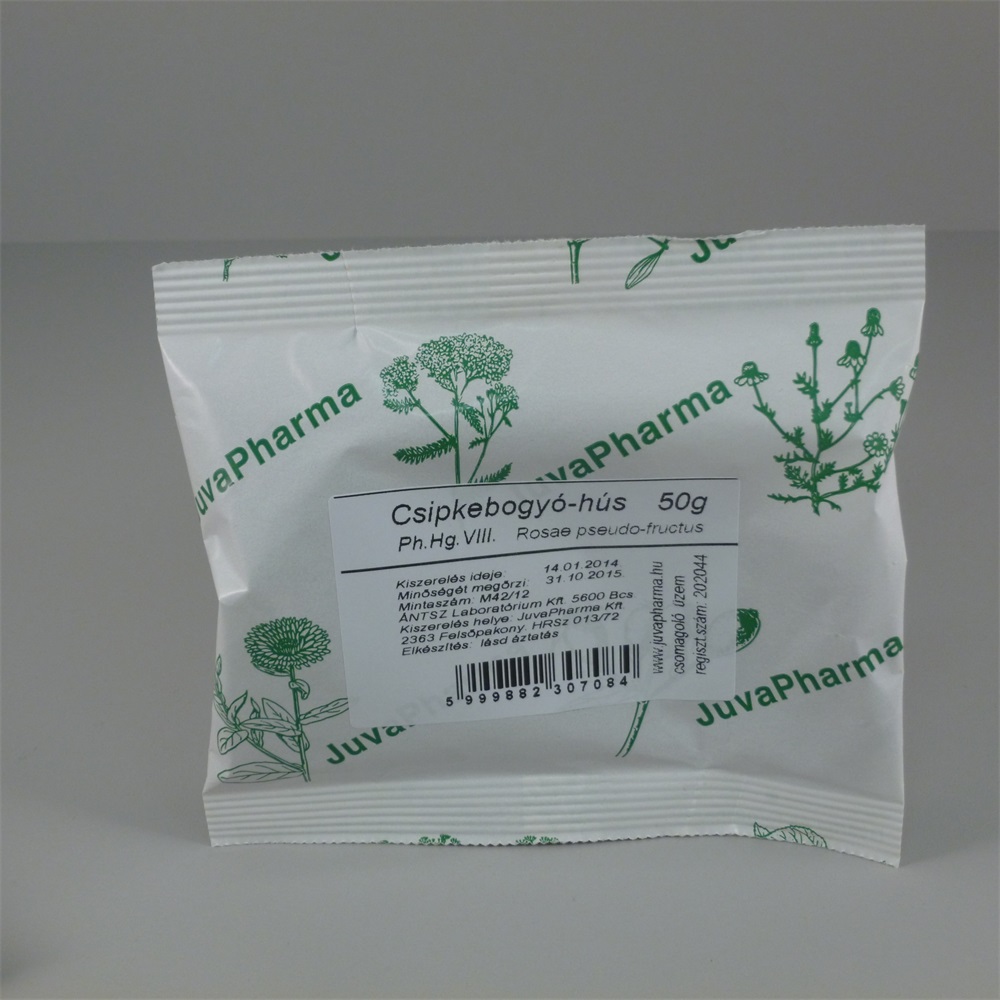 Ju
JuvaPharma
JuvaPharma
Csipkebogyó-hús 50g
Ph.Hg.VIII. Rosae pseudo-fructus
Kiszerelés ideje: 14.01.2014.
Minőségét megőrzi: 31.10.2015.
Mintaszám: M42/12
ÁNTSZ Laboratórium Kft. 5600 Bcs.
Kiszerelés helye: JuvaPharma Kft.
2363 Felsőpakony. HRSz 013/72
Elkészítés: lásd áztatás
5 999882 307084
www.juvapharma.hu
csomagoló üzem
regiszt.szám: 202044
JuvaPharma
JuvaPh